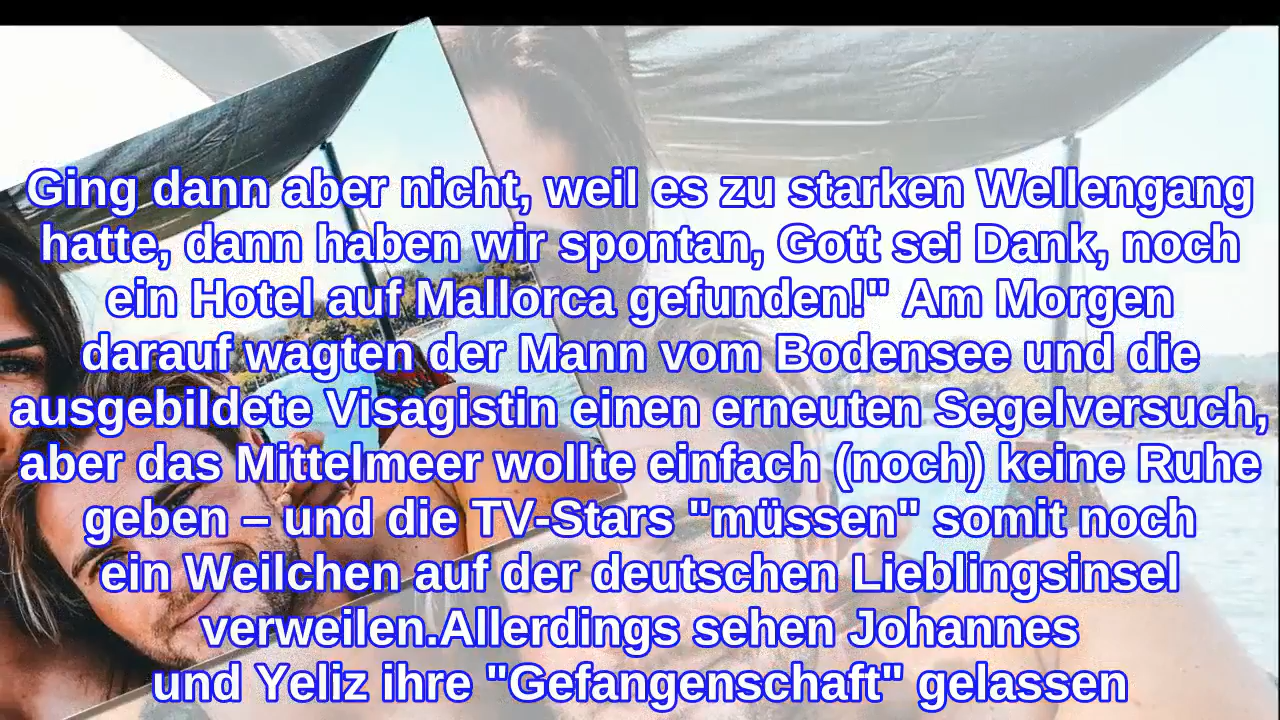 Ging dann aber nicht, weil es zu starken Wellengang
hatte, dann haben wir spontan, Gott sei Dank, noch
ein Hotel auf Mallorca gefunden!" Am Morgen
darauf wagten der Mann vom Bodensee und die
ausgebildete Visagistin einen erneuten Segelversuch,
aber das Mittelmeer wollte einfach (noch) keine Ruhe
geben – und die TV-Stars "müssen" somit noch
ein Weilchen auf der deutschen Lieblingsinsel
verweilen.Allerdings sehen Johannes
und Yeliz ihre "Gefangenschaft" gelassen